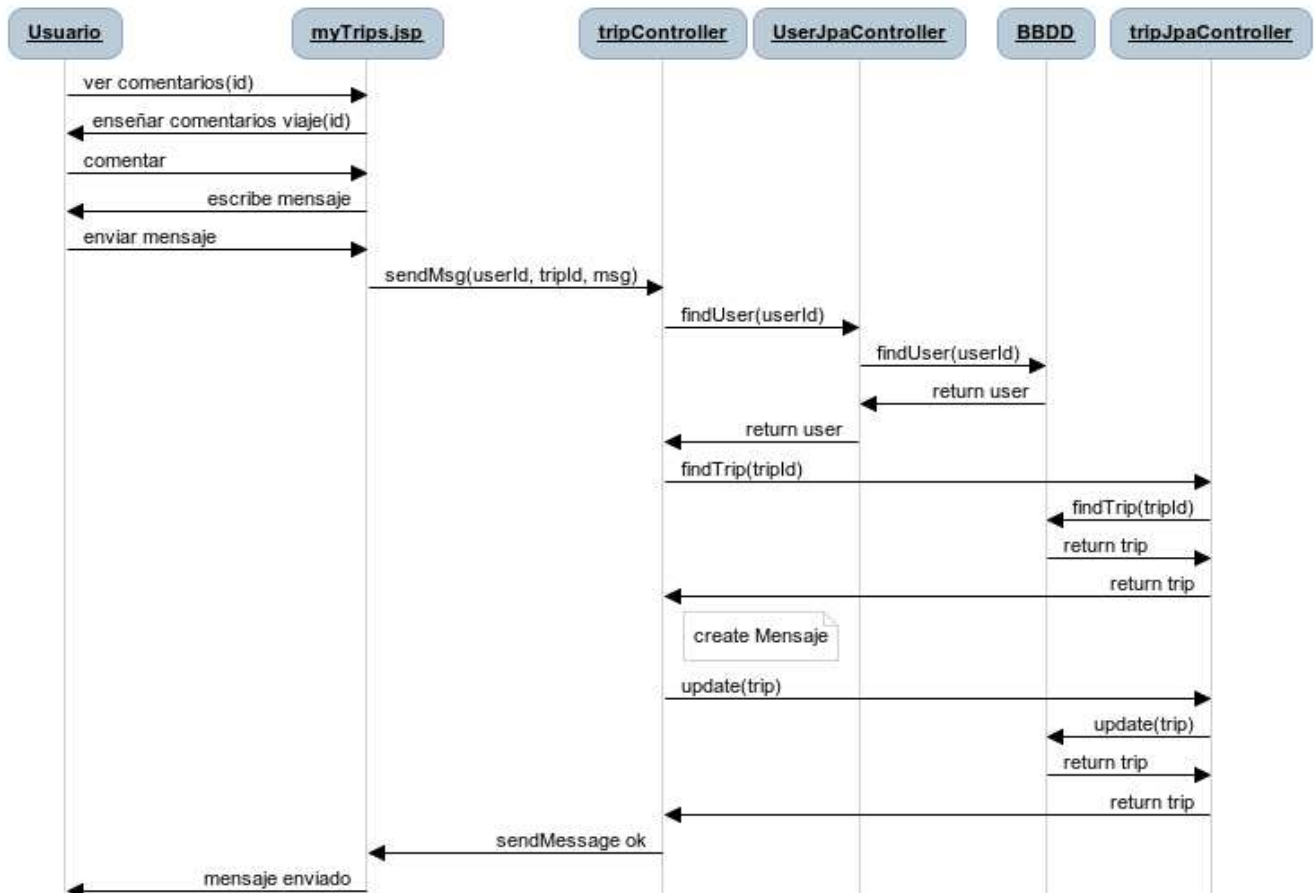 Usuario
myTrips.jsp
tripController
UserJpaController
BBDD
tripJpaController
ver comentarios(id)
enseñar comentarios viaje(id)
comentar
escribe mensaje
enviar mensaje
sendMsg(userId, tripId, msg)
findUser(userId)
findUser(userId)
return user
return user
findTrip(tripId)
findTrip(tripId)
return trip
return trip
create Mensaje
update(trip)
update(trip)
return trip
return trip
sendMessage ok
mensaje enviado